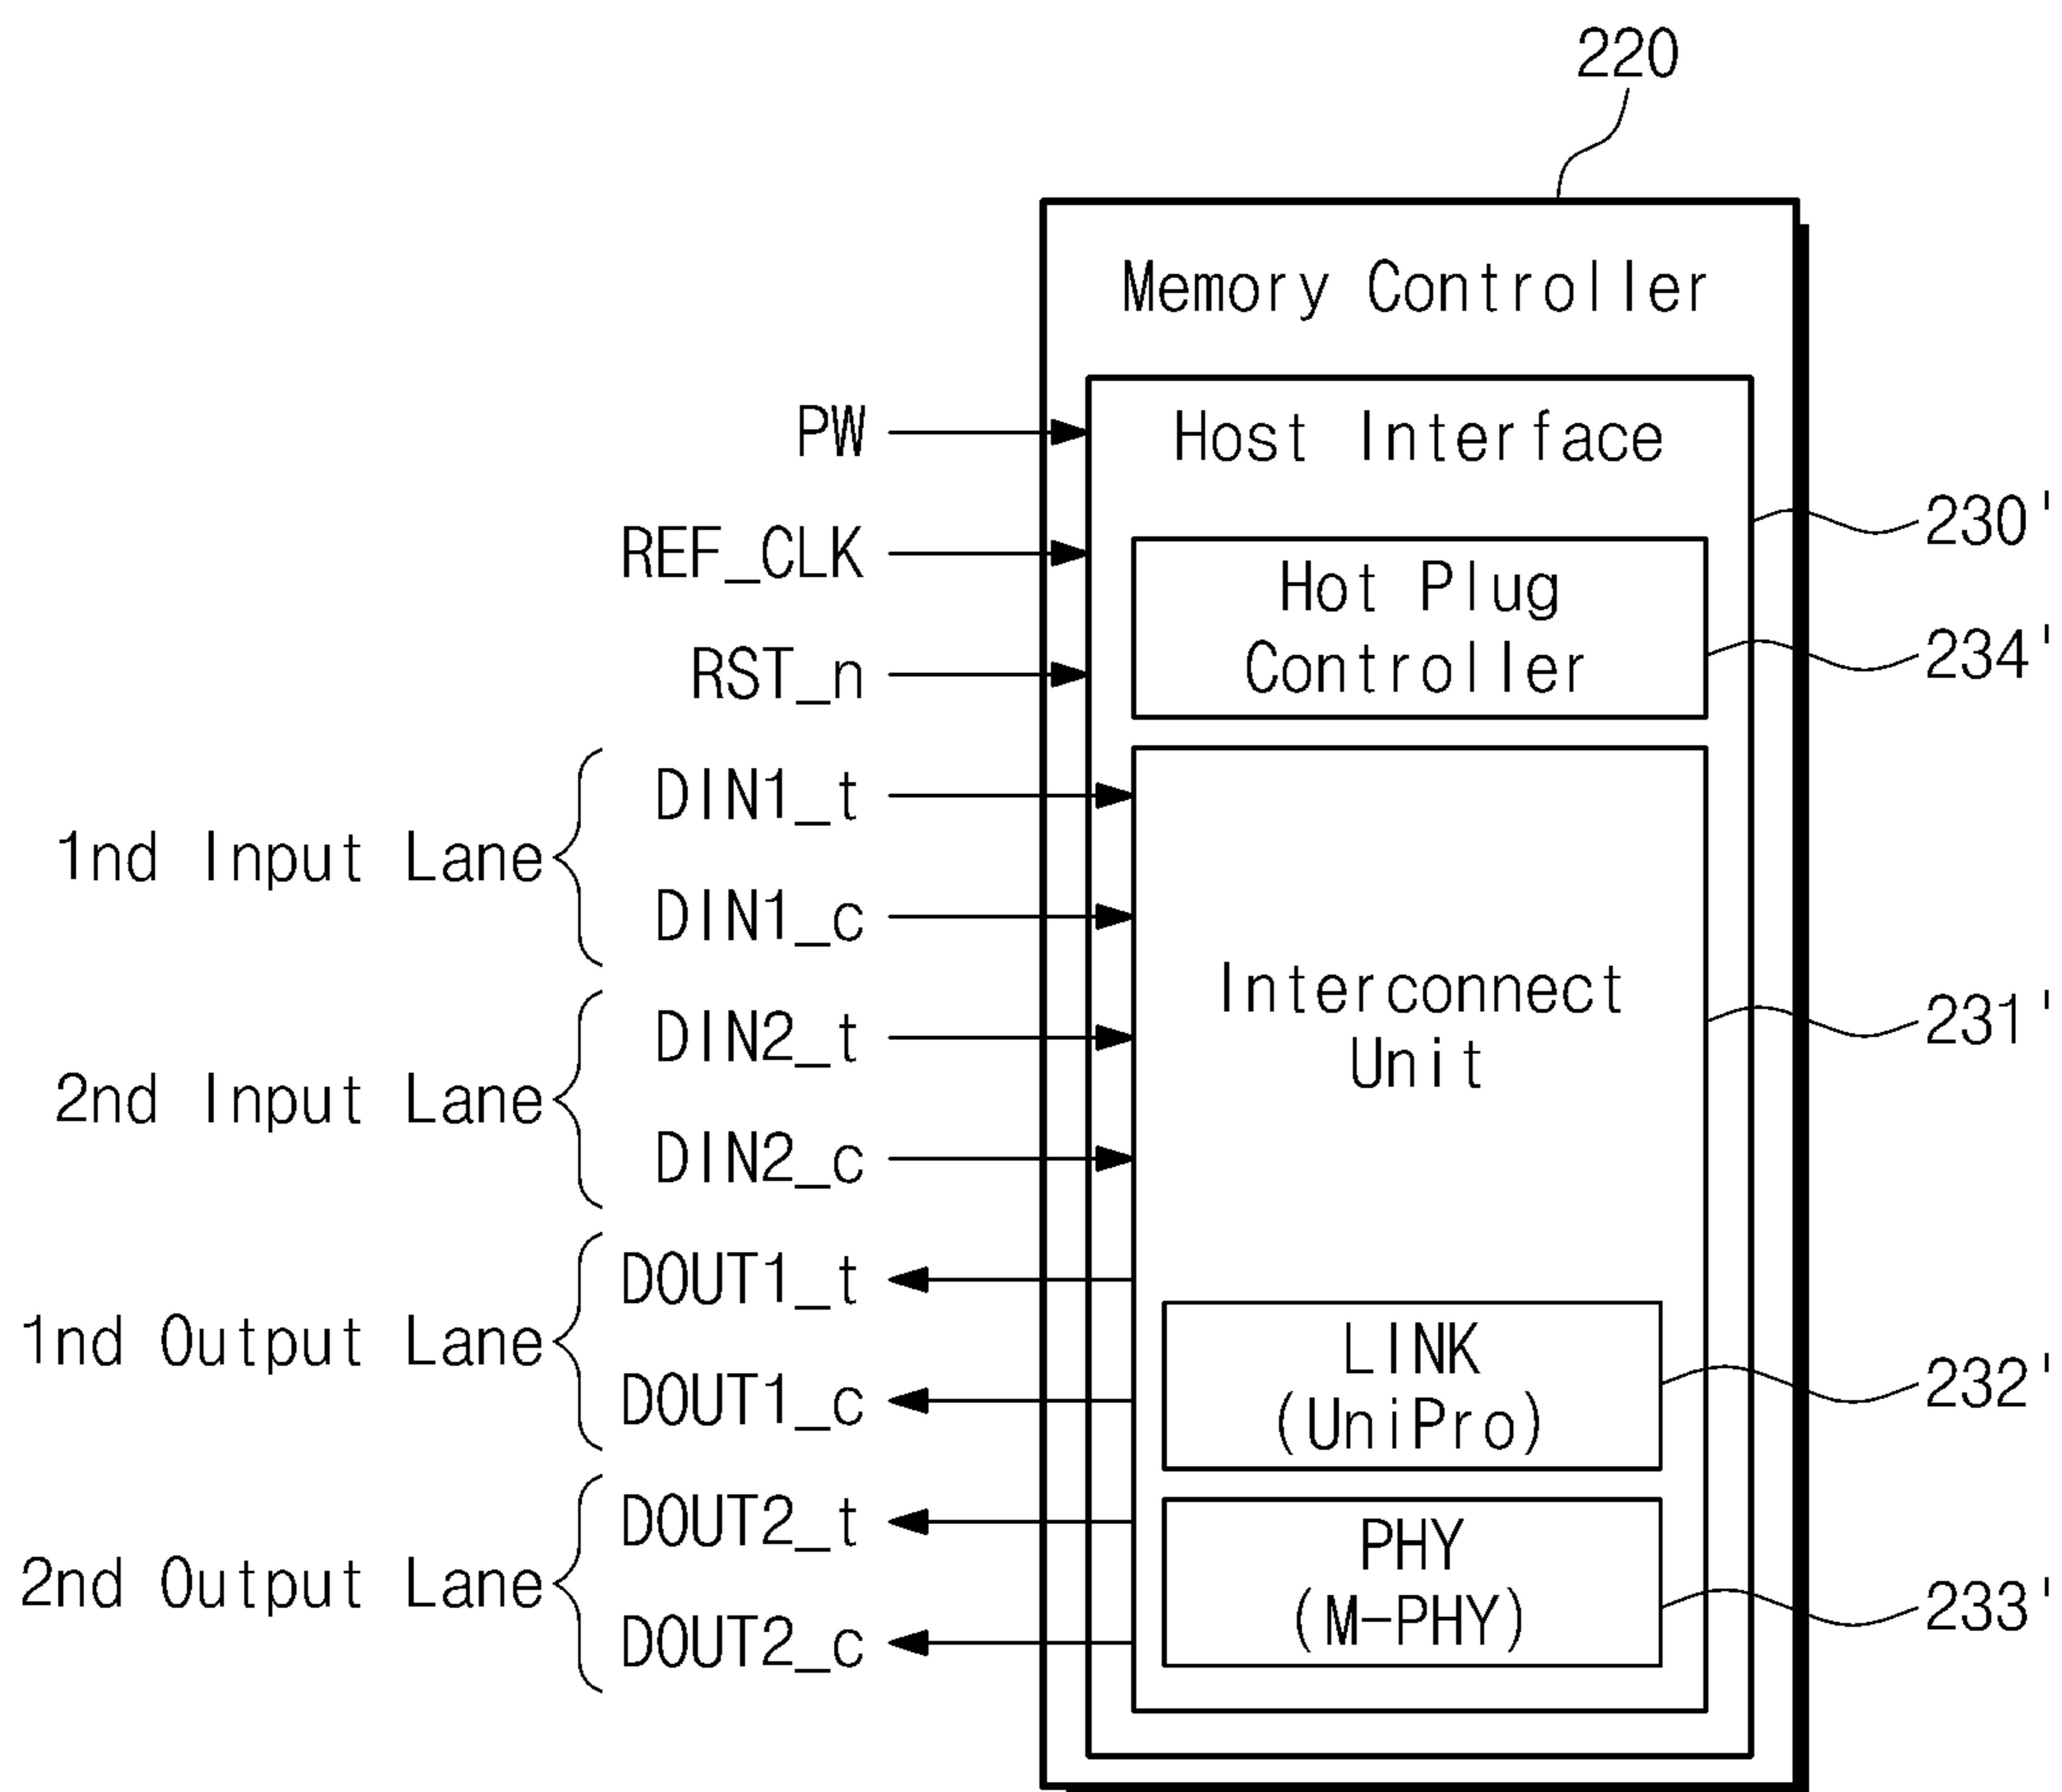 220
Memory Controller
PW
Host Interface
230'
REF_CLK
Hot Plug
Controller
234'
RST_n
1nd Input Lane
DIN1_t
DIN1_c
Interconnect
Unit
231'
2nd Input Lane
DIN2_t
DIN2_c
1nd Output Lane
DOUT1_t
DOUT1_c
LINK
(UniPro)
232'
2nd Output Lane
DOUT2_t
DOUT2_c
PHY
(M-PHY)
233'